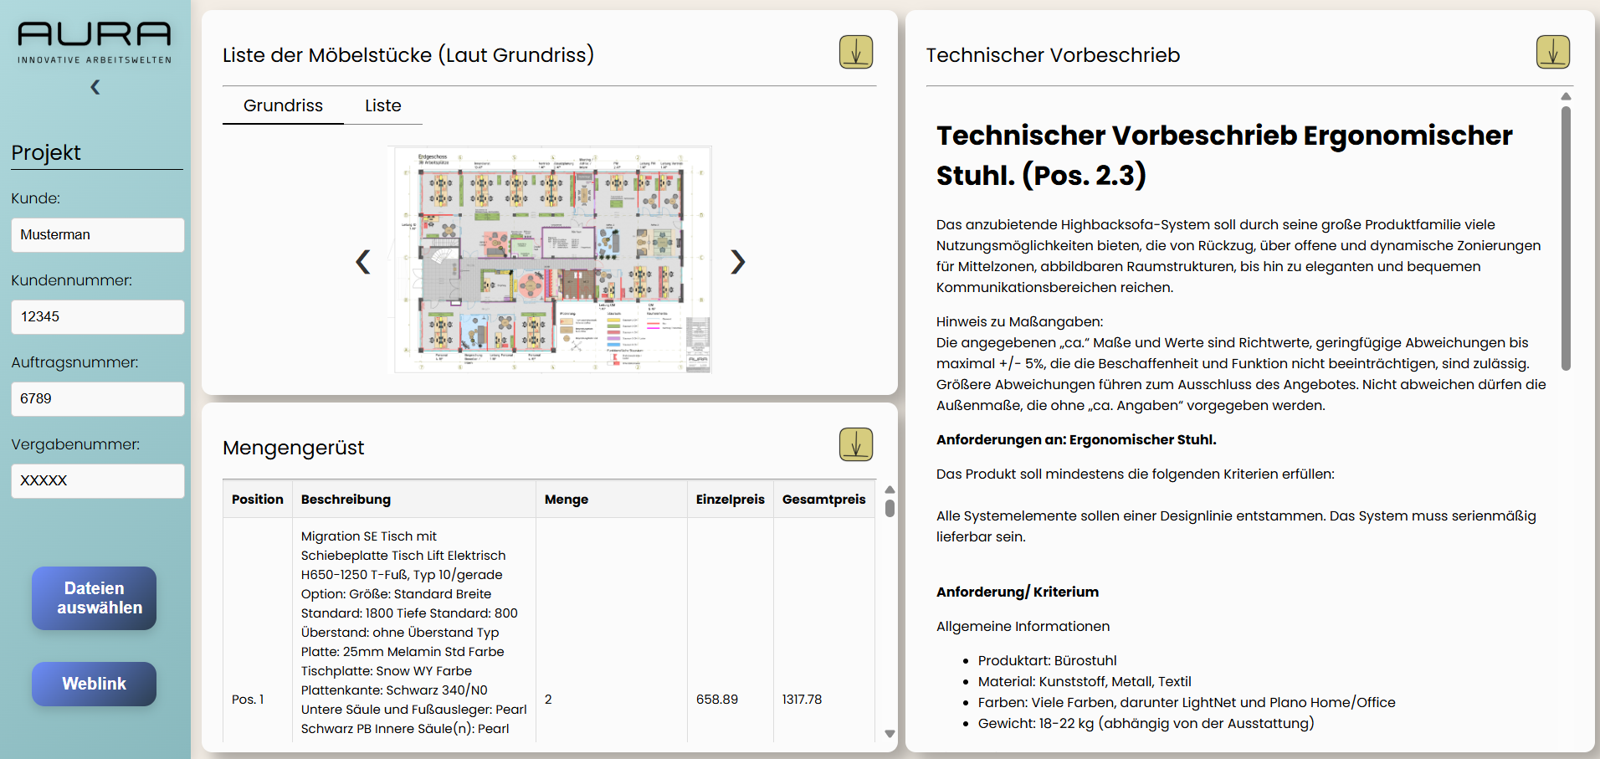 AURA
INNOVATIVE ARBEITSWELTEN
Projekt
Kunde:
Musterman
Kundennummer:
12345
Auftragsnummer:
6789
Vergabenummer:
XXXXX
Dateien
auswählen
Weblink
Liste der Möbelstücke (Laut Grundriss)
Grundriss Liste
Erdgeschoss
Mengengerüst
Position Beschreibung Menge Einzelpreis Gesamtpreis
Migration SE Tisch mit
Schiebeplatte Tisch Lift Elektrisch
H650-1250 T-Fuß, Typ 10/gerade
Option: Größe: Standard Breite
Standard: 1800 Tiefe Standard: 800
Überstand: ohne Überstand Typ
Platte: 25mm Melamin Std Farbe
Tischplatte: Snow WY Farbe
Plattenkante: Schwarz 340/N0
Pos. 1 Untere Säule und Fußausleger: Pearl 2 658.89 1317.78
Schwarz PB Innere Säule(n): Pearl
Technischer Vorbeschrieb
Technischer Vorbeschrieb Ergonomischer
Stuhl. (Pos. 2.3)
Das anzubietende Highbacksofa-System soll durch seine große Produktfamilie viele
Nutzungsmöglichkeiten bieten, die von Rückzug, über offene und dynamische Zonierungen
für Mittelzonen, abbildbaren Raumstrukturen, bis hin zu eleganten und bequemen
Kommunikationsbereichen reichen.
Hinweis zu Maßangaben:
Die angegebenen „ca.“ Maße und Werte sind Richtwerte, geringfügige Abweichungen bis
maximal +/- 5%, die die Beschaffenheit und Funktion nicht beeinträchtigen, sind zulässig.
Größere Abweichungen führen zum Ausschluss des Angebotes. Nicht abweichen dürfen die
Außenmaße, die ohne „ca. Angaben“ vorgegeben werden.
Anforderungen an: Ergonomischer Stuhl.
Das Produkt soll mindestens die folgenden Kriterien erfüllen:
Alle Systemelemente sollen einer Designlinie entstammen. Das System muss serienmäßig
lieferbar sein.
Anforderung/ Kriterium
Allgemeine Informationen
• Produktart: Bürostuhl
• Material: Kunststoff, Metall, Textil
• Farben: Viele Farben, darunter LightNet und Plano Home/Office
• Gewicht: 18-22 kg (abhängig von der Ausstattung)